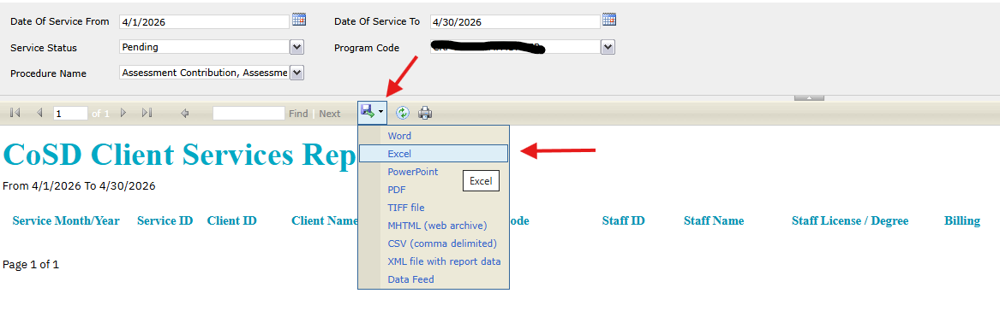 Date Of Service From 4/1/2026 Date Of Service To 4/30/2026
Service Status Pending Program Code
Procedure Name Assessment Contribution, Assessme
1 of 1 Find | Next
Word
Excel
PowerPoint
Excel
PDF
TIFF file
MHTML (web archive)
CSV (comma delimited)
XML file with report data
Data Feed
CoSD Client Services Rep
From 4/1/2026 To 4/30/2026
Service Month/Year Service ID Client ID Client Name ode Staff ID Staff Name Staff License / Degree Billing
Page 1 of 1